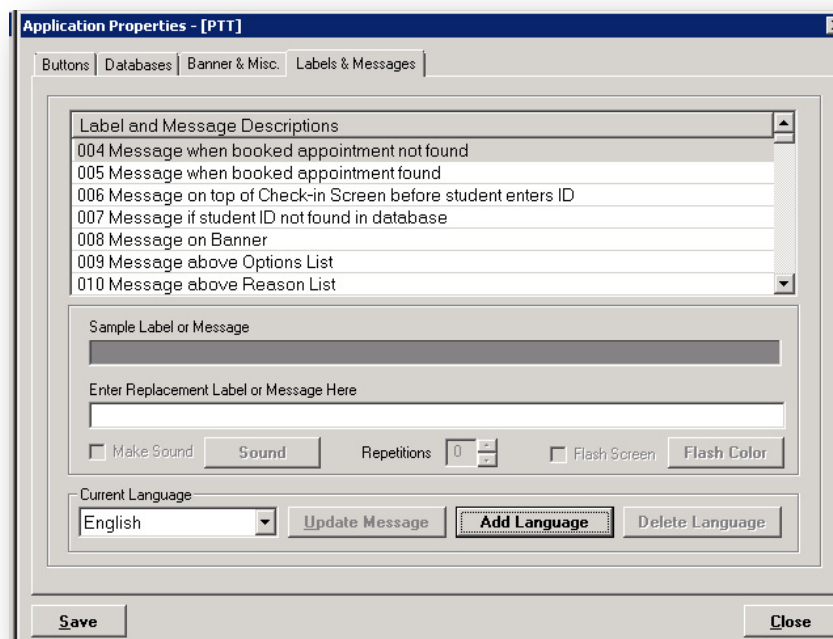 Application Properties - [PTT]
Buttons Databases Banner & Misc. Labels & Messages
Label and Message Descriptions
004 Message when booked appointment not found
005 Message when booked appointment found
006 Message on top of Check-in Screen before student enters ID
007 Message if student ID not found in database
008 Message on Banner
009 Message above Options List
010 Message above Reason List
Sample Label or Message
Enter Replacement Label or Message Here
Make Sound Sound Repetitions 0 Flash Screen Flash Color
Current Language
English Update Message Add Language Delete Language
Save Close